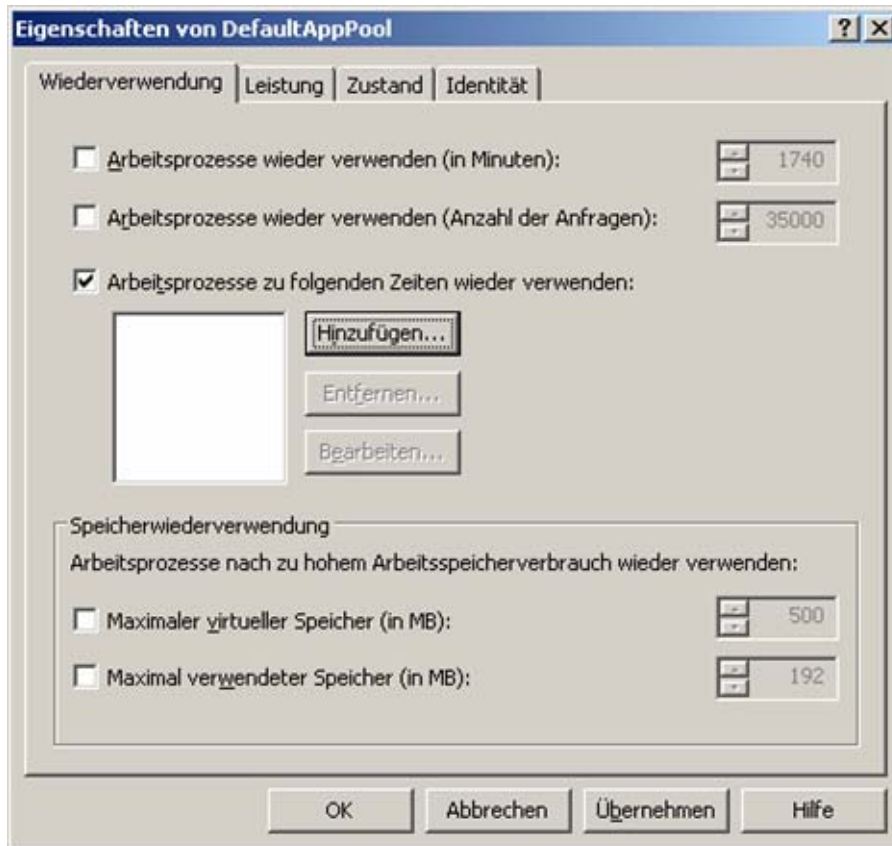 Eigenschaften von DefaultAppPool
Wiederverwendung Leistung Zustand Identität
Arbeitsprozesse wieder verwenden (in Minuten): 1740
Arbeitsprozesse wieder verwenden (Anzahl der Anfragen): 35000
Arbeitsprozesse zu folgenden Zeiten wieder verwenden:
Hinzufügen...
Entfernen...
Bearbeiten...
Speicherwiederverwendung
Arbeitsprozesse nach zu hohem Arbeitsspeicherverbrauch wieder verwenden:
Maximaler virtueller Speicher (in MB): 500
Maximal verwendeter Speicher (in MB): 192
OK Abbrechen Übernehmen Hilfe